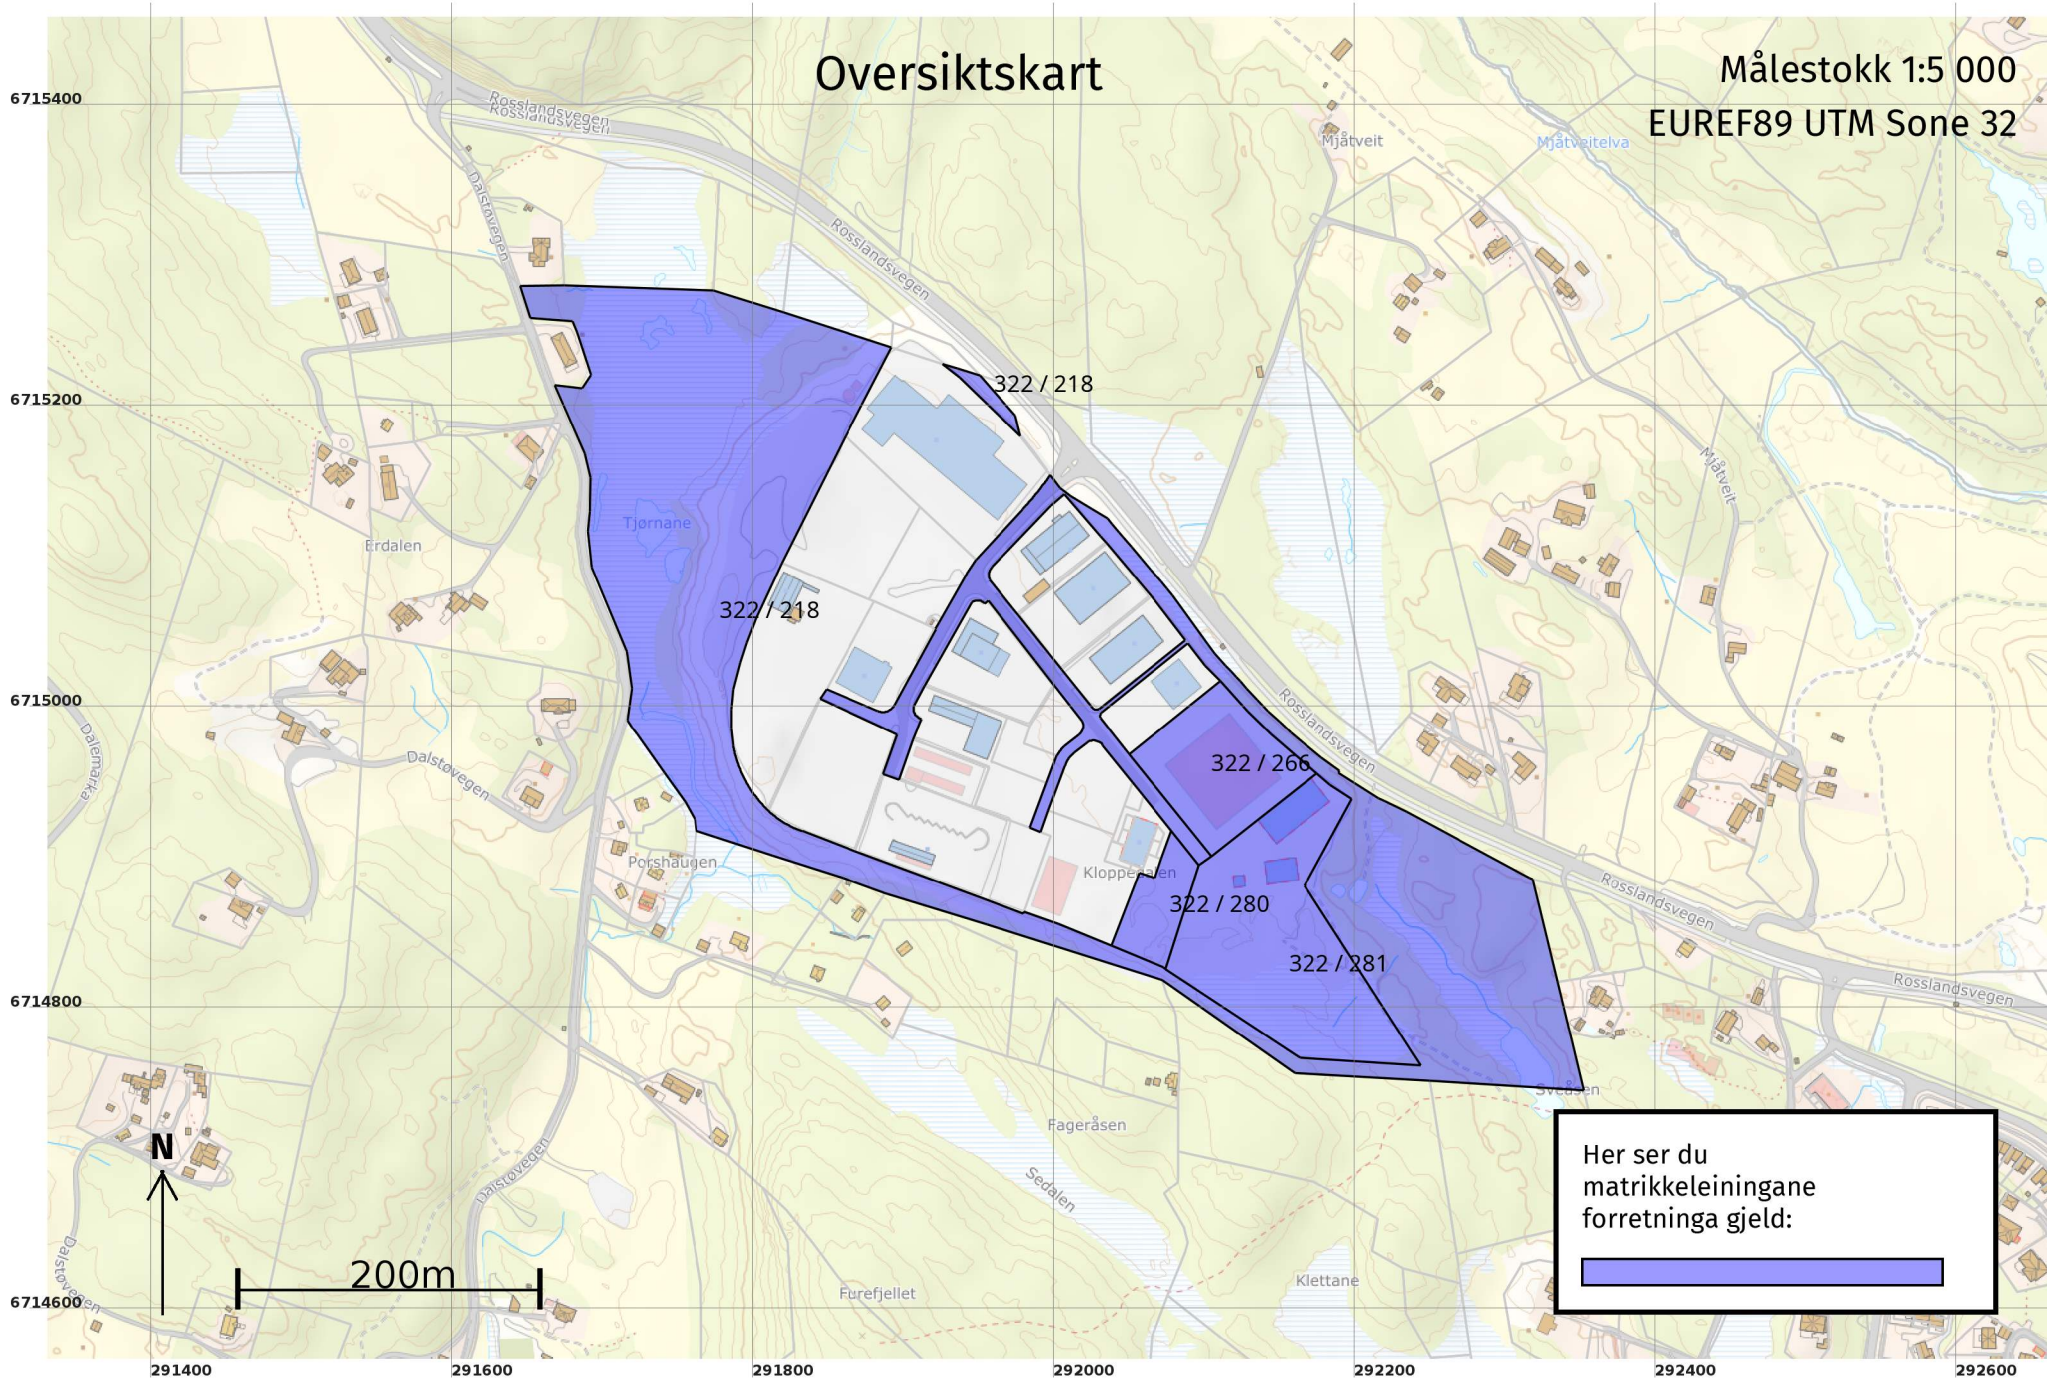 Oversiktskart
Målestokk 1:5 000
EUREF89 UTM Sone 32
6715400
6715200
6715000
6714800
6714600
291400
291600
291800
292000
292200
292400
292600
Rosslandsvegen
Rosslandsvegen
Dalstøvegen
Rosslandsvegen
Mjåtveit
Mjåtveitelva
322 / 218
Mjåtveit
Tjørnane
Erdalen
322 / 218
Rosslandsvegen
322 / 266
Dalemarka
Dalstøvegen
Porshaugen
Kloppedalen
322 / 280
Rosslandsvegen
322 / 281
Rosslandsvegen
Sveåsen
Fageråsen
Sedalen
Dalstøvegen
Dalstøvegen
Furefjellet
Klettane
N
200m
Her ser du
matrikkeleiningane
forretninga gjeld: